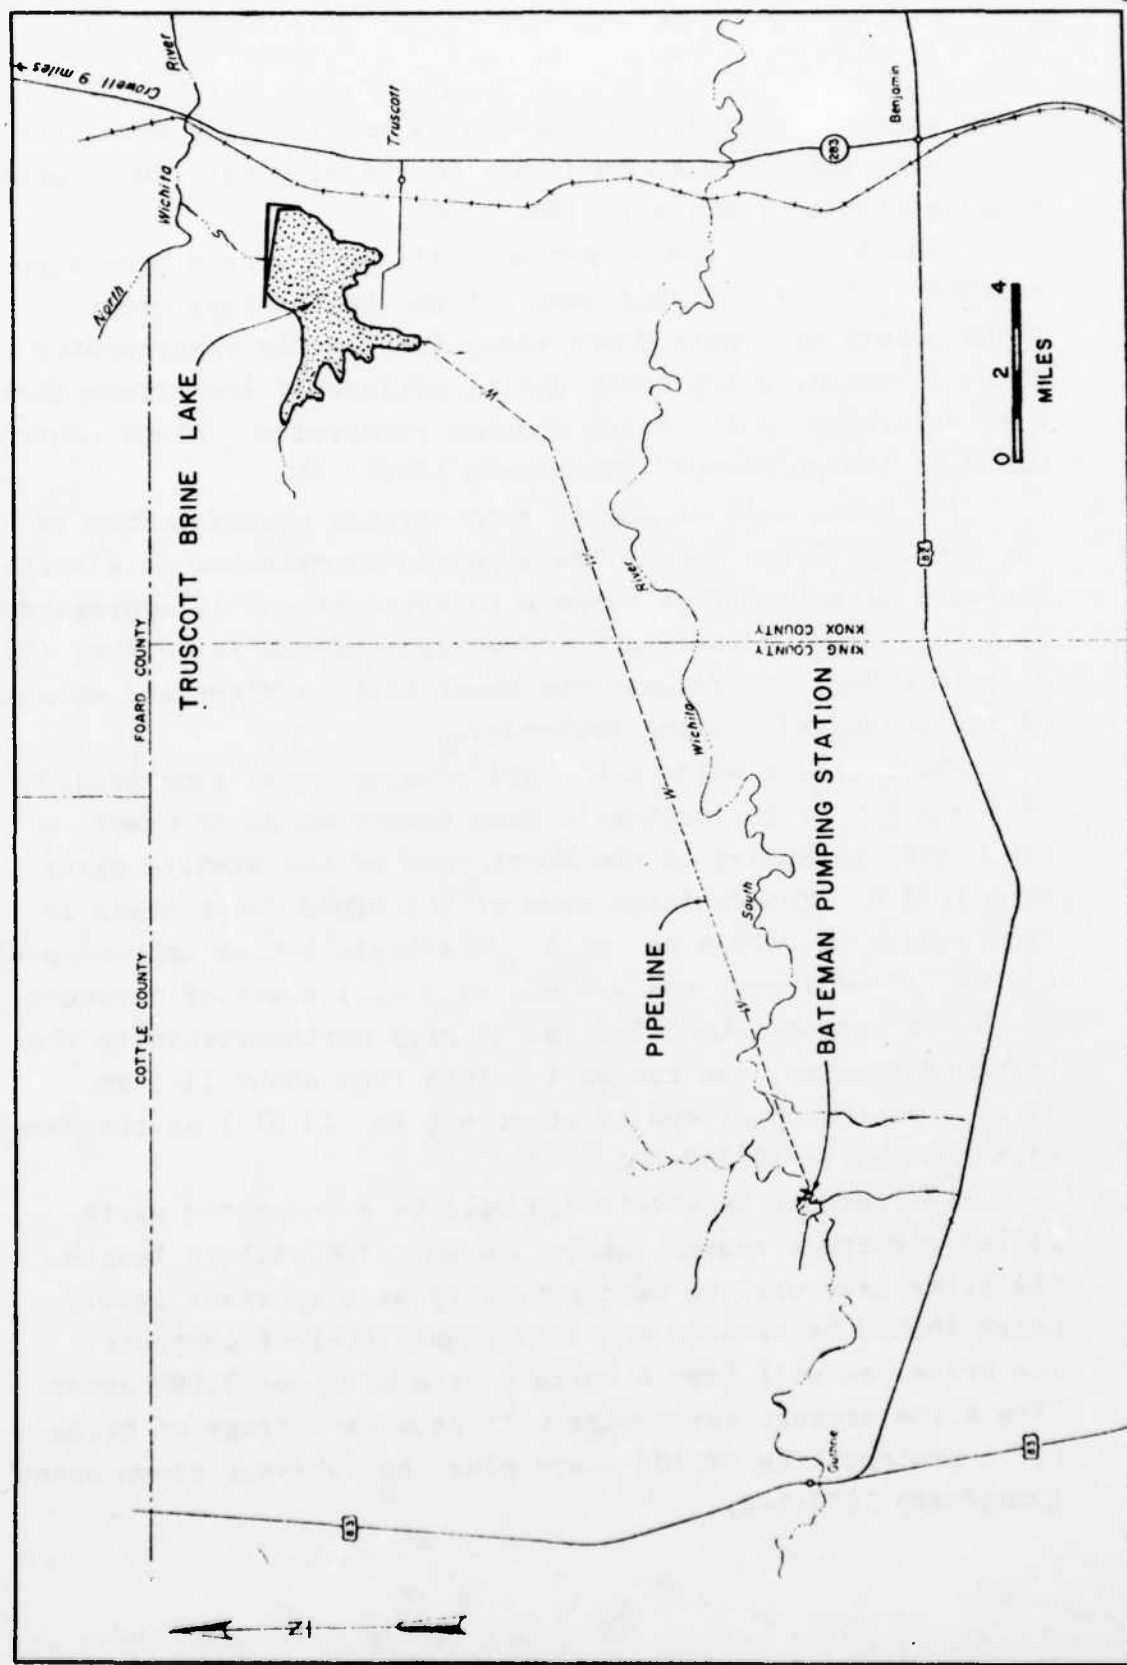 Crowell 9 miles
River
Wichita
North
Truscott
FOARD COUNTY
COTTLE COUNTY
TRUSCOTT BRINE LAKE
S
W
W
W
W
PIPELINE
River
Wichita
South
KNOX COUNTY
KING COUNTY
BATEMAN PUMPING STATION
283
Benjamin
82
0 2 4
MILES
Guthrie
83
83
N